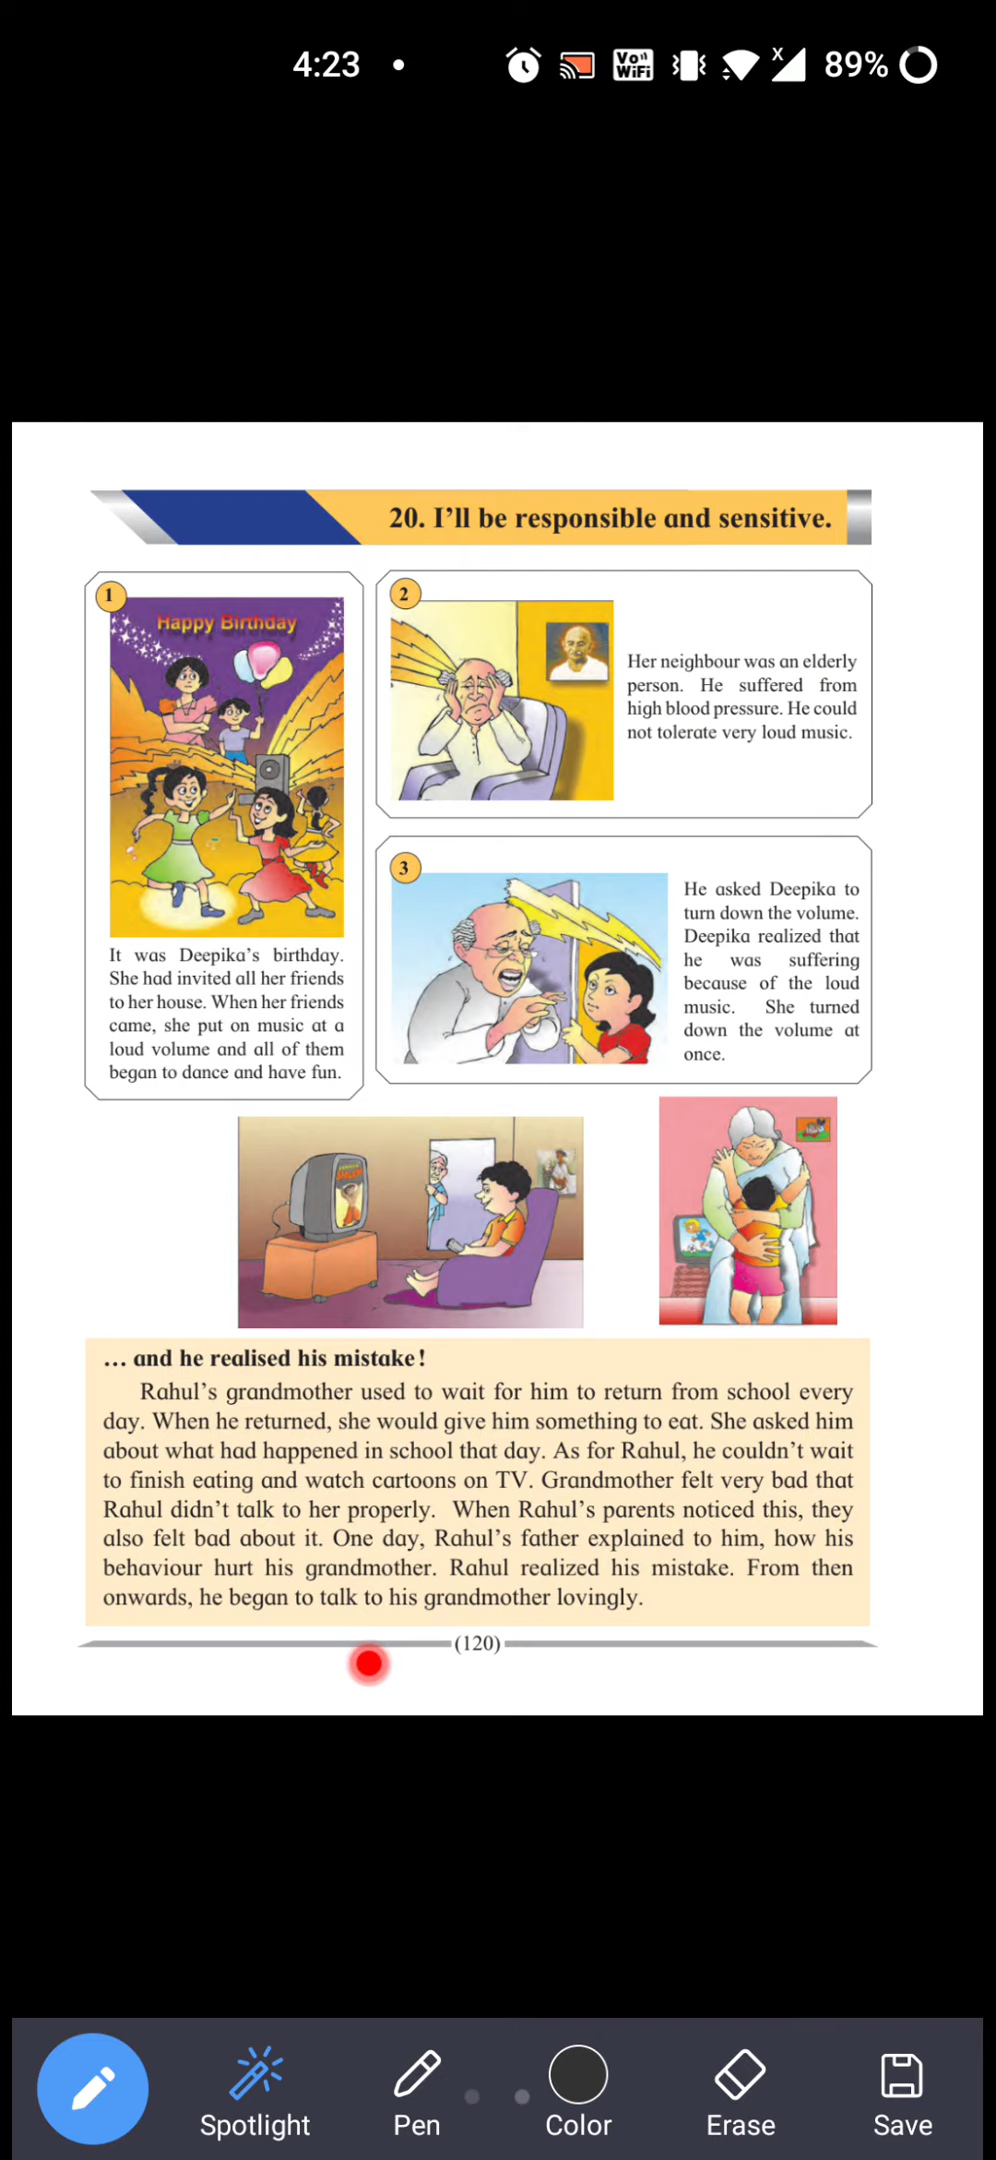 4:23
Vo
WiFi
X
89%
20. I'll be responsible and sensitive.
1
Happy Birthday
It was Deepika's birthday.
She had invited all her friends
to her house. When her friends
came, she put on music at a
loud volume and all of them
began to dance and have fun.
2
Her neighbour was an elderly
person. He suffered from
high blood pressure. He could
not tolerate very loud music.
3
He asked Deepika to
turn down the volume.
Deepika realized that
he was suffering
because of the loud
music. She turned
down the volume at
once.
... and he realised his mistake!
Rahul's grandmother used to wait for him to return from school every
day. When he returned, she would give him something to eat. She asked him
about what had happened in school that day. As for Rahul, he couldn't wait
to finish eating and watch cartoons on TV. Grandmother felt very bad that
Rahul didn't talk to her properly. When Rahul's parents noticed this, they
also felt bad about it. One day, Rahul's father explained to him, how his
behaviour hurt his grandmother. Rahul realized his mistake. From then
onwards, he began to talk to his grandmother lovingly.
(120)
Spotlight
Pen
Color
Erase
Save